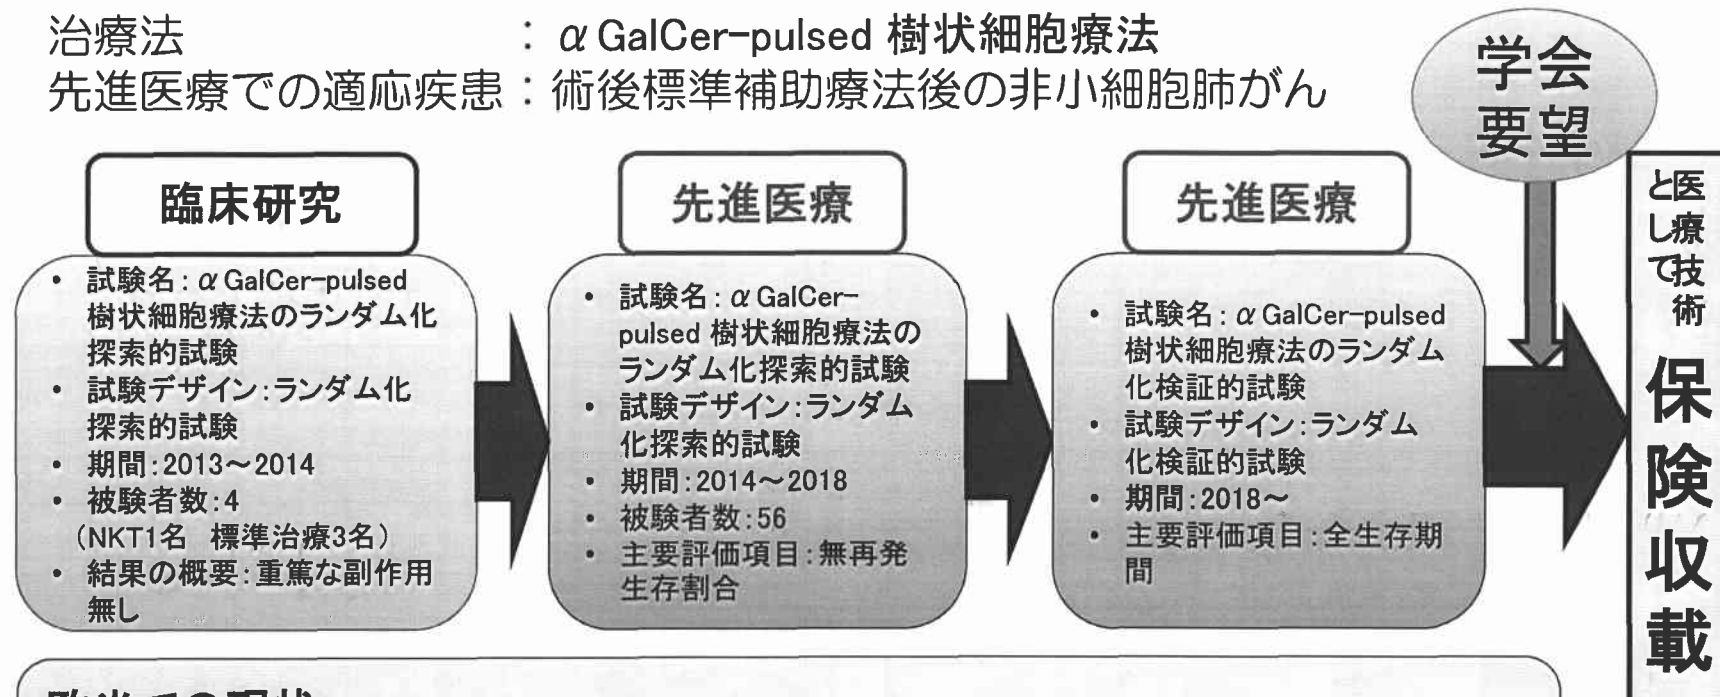 治療法 : αGalCer-pulsed 樹状細胞療法
先進医療での適応疾患:術後標準補助療法後の非小細胞肺がん
学会
要望
臨床研究
・ 試験名:αGalCer-pulsed
樹状細胞療法のランダム化
探索的試験
・ 試験デザイン:ランダム化
探索的試験
・ 期間:2013~2014
・ 被験者数:4
(NKT1名 標準治療3名)
・ 結果の概要:重篤な副作用
無し
先進医療
・ 試験名:αGalCer-
pulsed 樹状細胞療法の
ランダム化探索的試験
・ 試験デザイン:ランダム
化探索的試験
・ 期間:2014~2018
・ 被験者数:56
・ 主要評価項目:無再発
生存割合
先進医療
・ 試験名:αGalCer-pulsed
樹状細胞療法のランダム
化検証的試験
・ 試験デザイン:ランダム
化検証的試験
・ 期間:2018~
・ 主要評価項目:全生存期
間
医療技術
として
保険収載